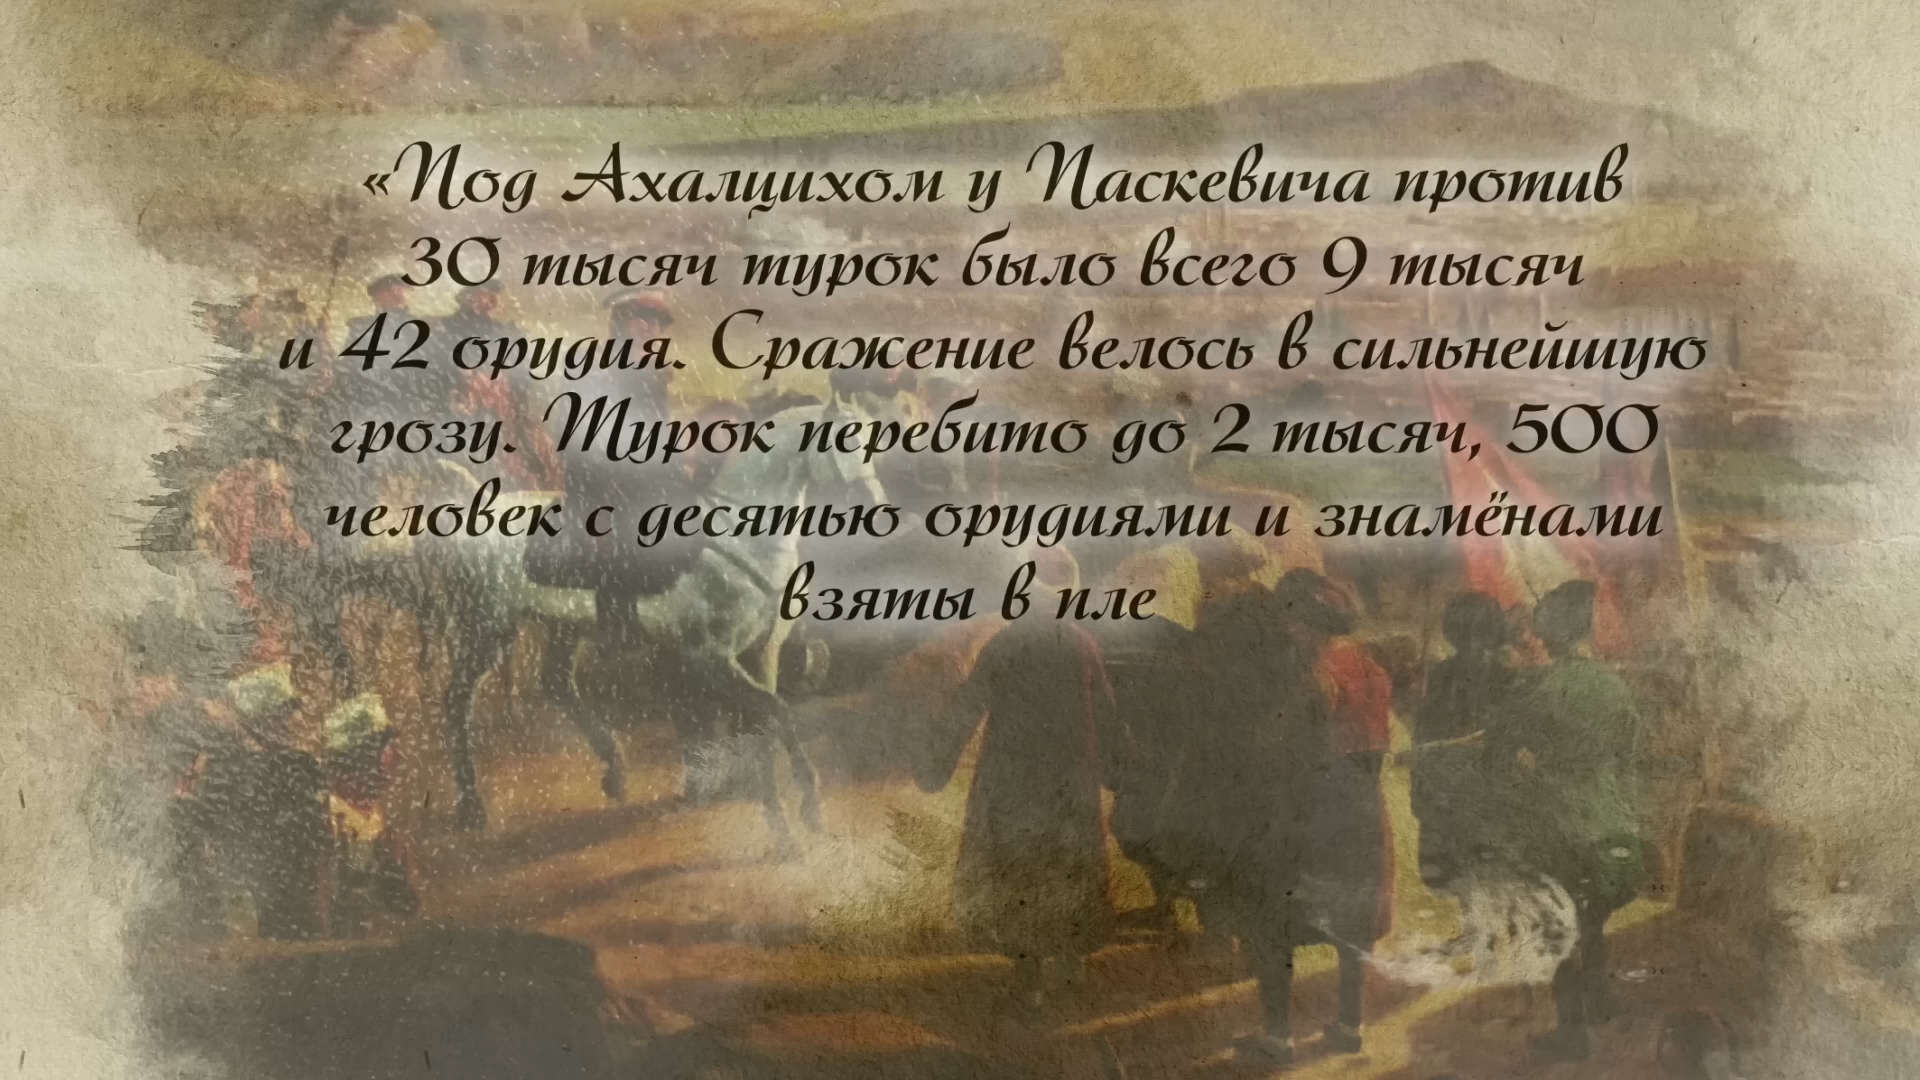 «Под Ахалцихом у Паскевича против
30 тысяч турок было всего 9 тысяч
и 42 орудия. Сражение велось в сильнейшую
грозу. Турок перебито до 2 тысяч, 500
человек с десятью орудиями и знамёнами
взяты в пле